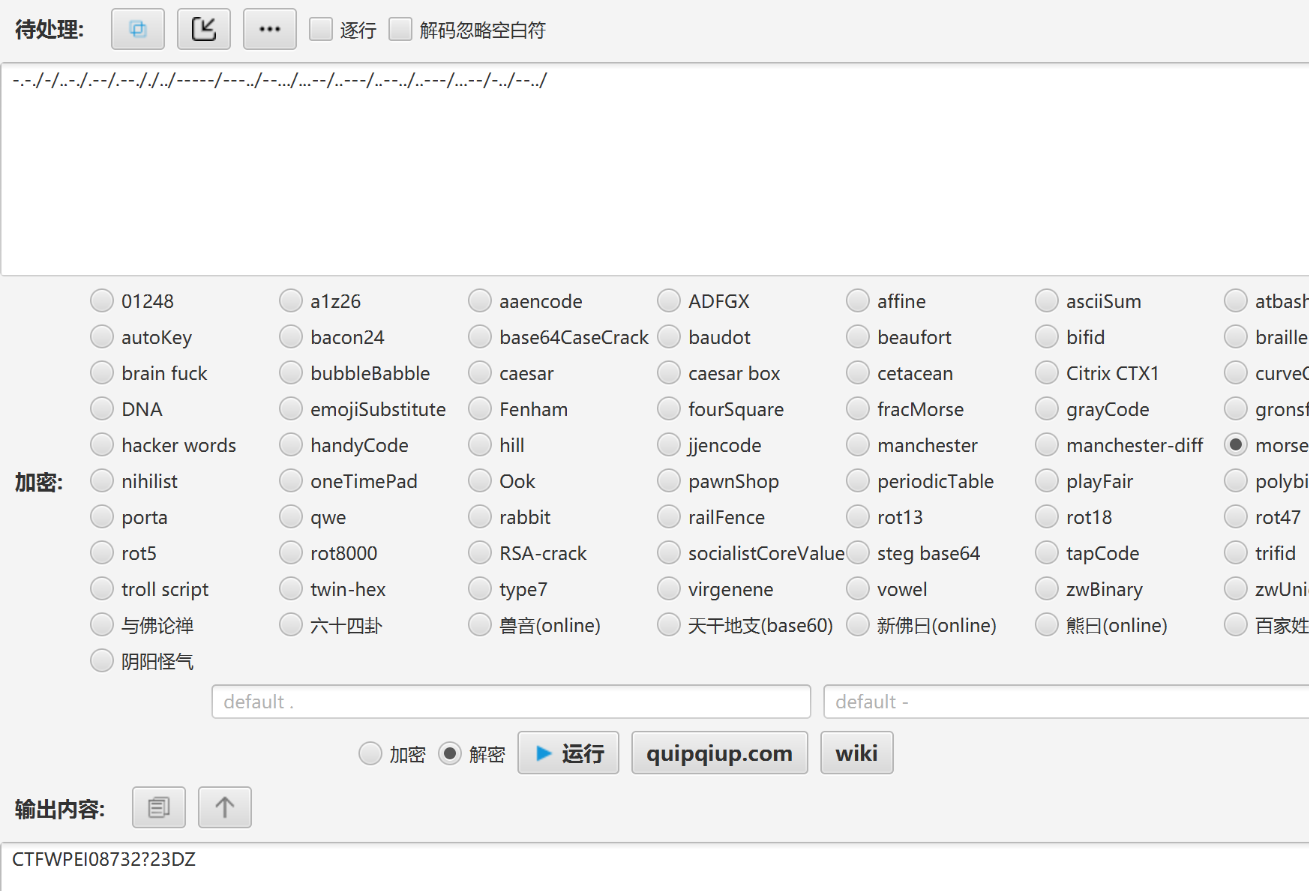 待处理: 逐行 解码忽略空白符
-.-./-/..-./.--/.--././../-----/---../--.../...--/..---/..--../..---/...--/-../--../
01248 a1z26 aaencode ADFGX affine asciiSum atbash
autoKey bacon24 base64CaseCrack baudot beaufort bifid braille
brain fuck bubbleBabble caesar caesar box cetacean Citrix CTX1 curveC
DNA emojiSubstitute Fenham fourSquare fracMorse grayCode gronsf
hacker words handyCode hill jjencode manchester manchester-diff morse
加密: nihilist oneTimePad Ook pawnShop periodicTable playFair polybi
porta qwe rabbit railFence rot13 rot18 rot47
rot5 rot8000 RSA-crack socialistCoreValue steg base64 tapCode trifid
troll script twin-hex type7 virgenene vowel zwBinary zwUni
与佛论禅 六十四卦 兽音(online) 天干地支(base60) 新佛曰(online) 熊曰(online) 百家姓
阴阳怪气
default . default -
加密 解密 运行 quipqiup.com wiki
输出内容:
CTFWPEI08732?23DZ